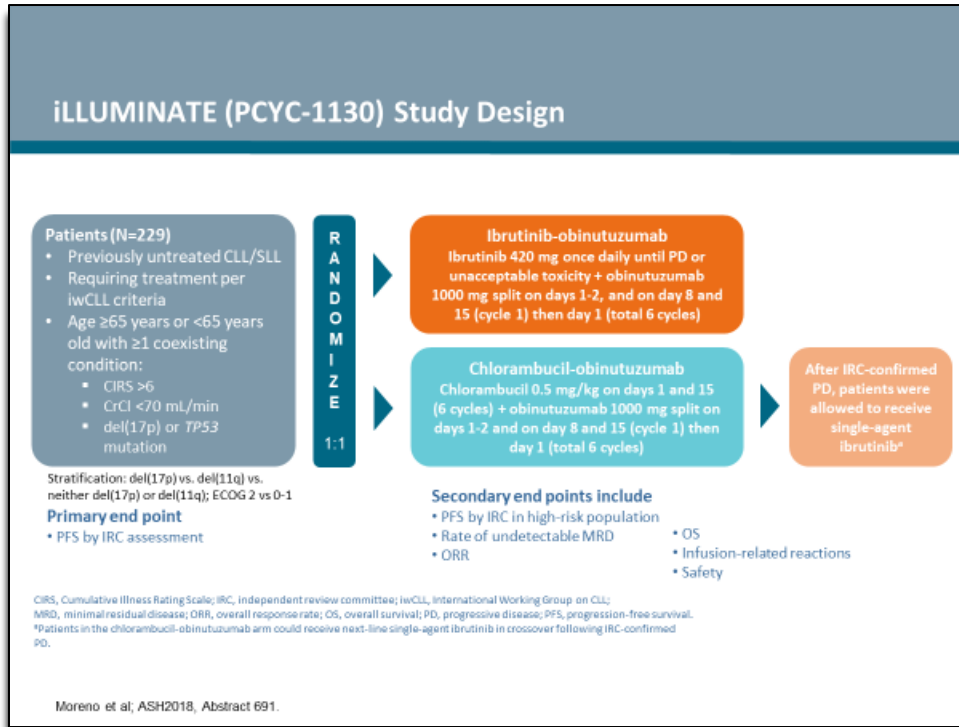 iLLUMINATE (PCYC-1130) Study Design
Patients (N=229)
• Previously untreated CLL/SLL
• Requiring treatment per
iwCLL criteria
• Age ≥65 years or <65 years
old with ≥1 coexisting
condition:
▪ CIRS >6
▪ CrCl <70 mL/min
▪ del(17p) or TP53
mutation
RANDOMIZE
1:1
Ibrutinib-obinutuzumab
Ibrutinib 420 mg once daily until PD or
unacceptable toxicity + obinutuzumab
1000 mg split on days 1-2, and on day 8 and
15 (cycle 1) then day 1 (total 6 cycles)
Chlorambucil-obinutuzumab
Chlorambucil 0.5 mg/kg on days 1 and 15
(6 cycles) + obinutuzumab 1000 mg split on
days 1-2 and on day 8 and 15 (cycle 1) then
day 1 (total 6 cycles)
After IRC-confirmed
PD, patients were
allowed to receive
single-agent
ibrutinibᵃ
Stratification: del(17p) vs. del(11q) vs.
neither del(17p) or del(11q); ECOG 2 vs 0-1
Primary end point
• PFS by IRC assessment
Secondary end points include
• PFS by IRC in high-risk population
• Rate of undetectable MRD
• ORR
• OS
• Infusion-related reactions
• Safety
CIRS, Cumulative Illness Rating Scale; IRC, independent review committee; iwCLL, International Working Group on CLL;
MRD, minimal residual disease; ORR, overall response rate; OS, overall survival; PD, progressive disease; PFS, progression-free survival.
ᵃPatients in the chlorambucil-obinutuzumab arm could receive next-line single-agent ibrutinib in crossover following IRC-confirmed
PD.
Moreno et al; ASH2018, Abstract 691.